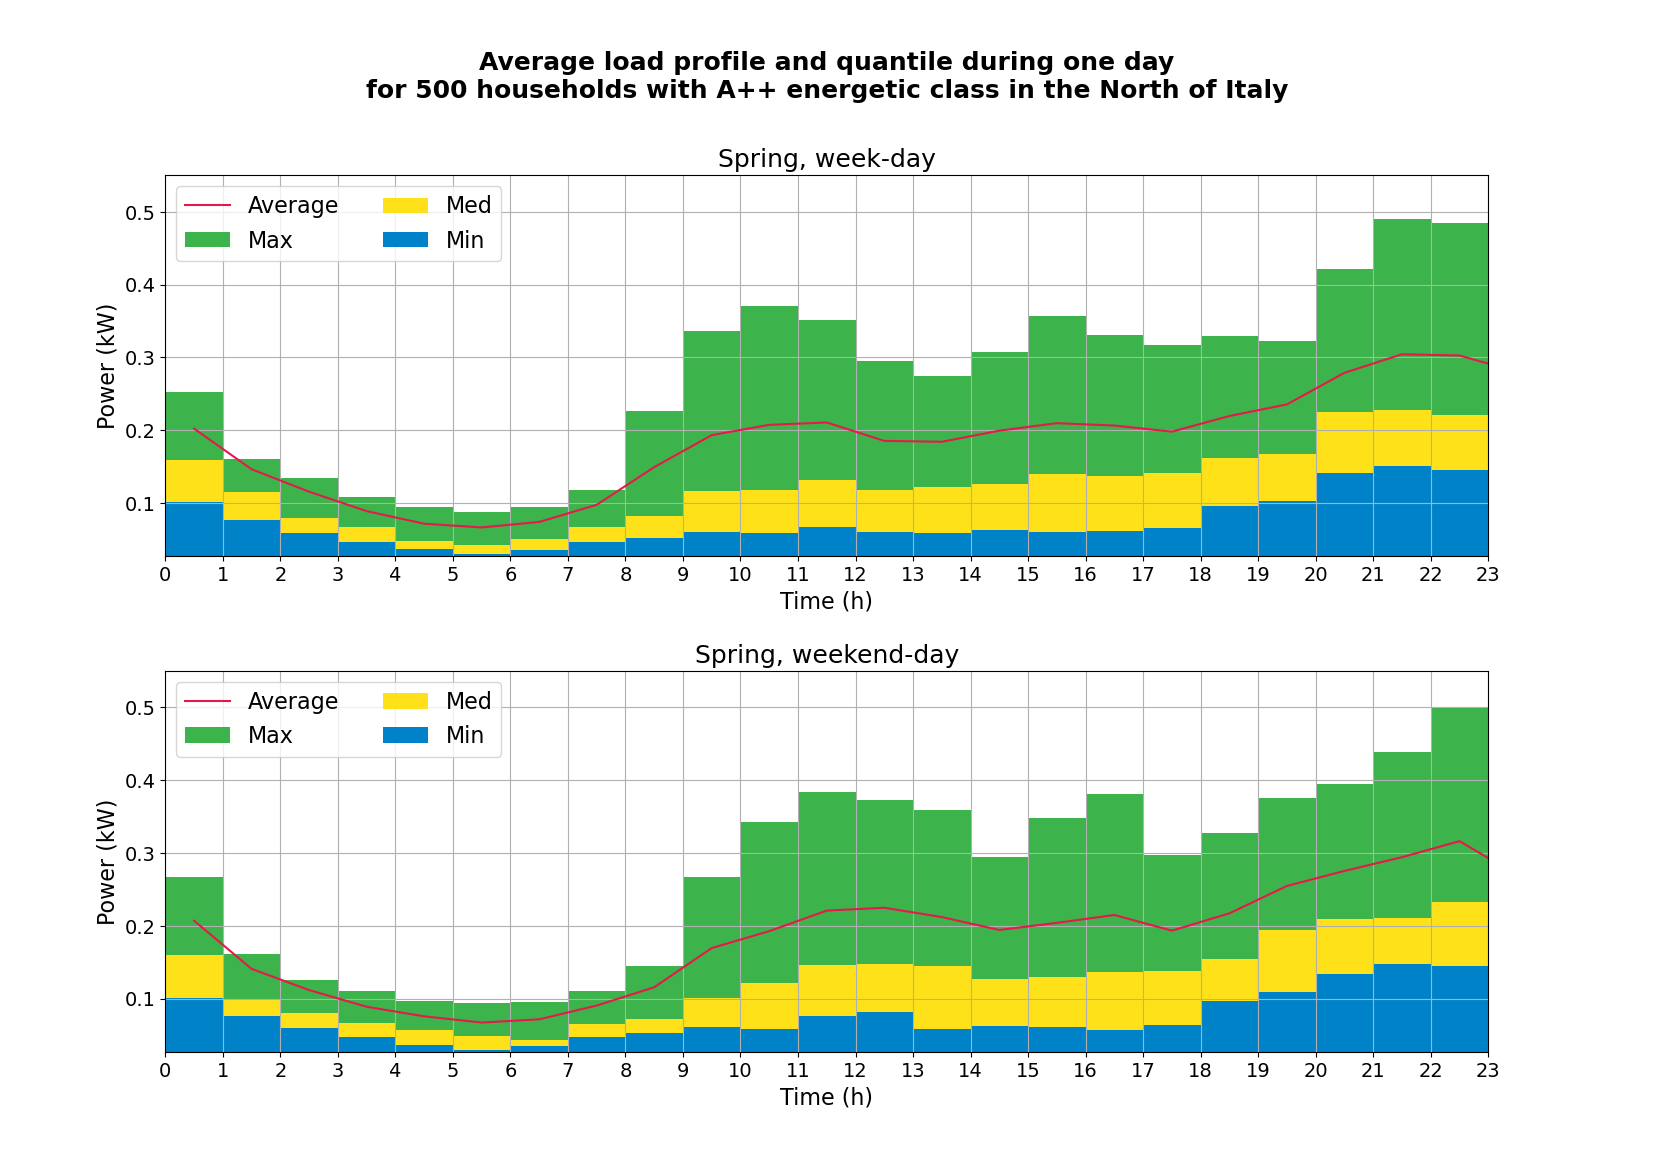 Average load profile and quantile during one day
for 500 households with A++ energetic class in the North of Italy
Spring, week-day
Average
Max
Med
Min
Power (kW)
0.5
0.4
0.3
0.2
0.1
0 1 2 3 4 5 6 7 8 9 10 11 12 13 14 15 16 17 18 19 20 21 22 23
Time (h)
Spring, weekend-day
Average
Max
Med
Min
Power (kW)
0.5
0.4
0.3
0.2
0.1
0 1 2 3 4 5 6 7 8 9 10 11 12 13 14 15 16 17 18 19 20 21 22 23
Time (h)